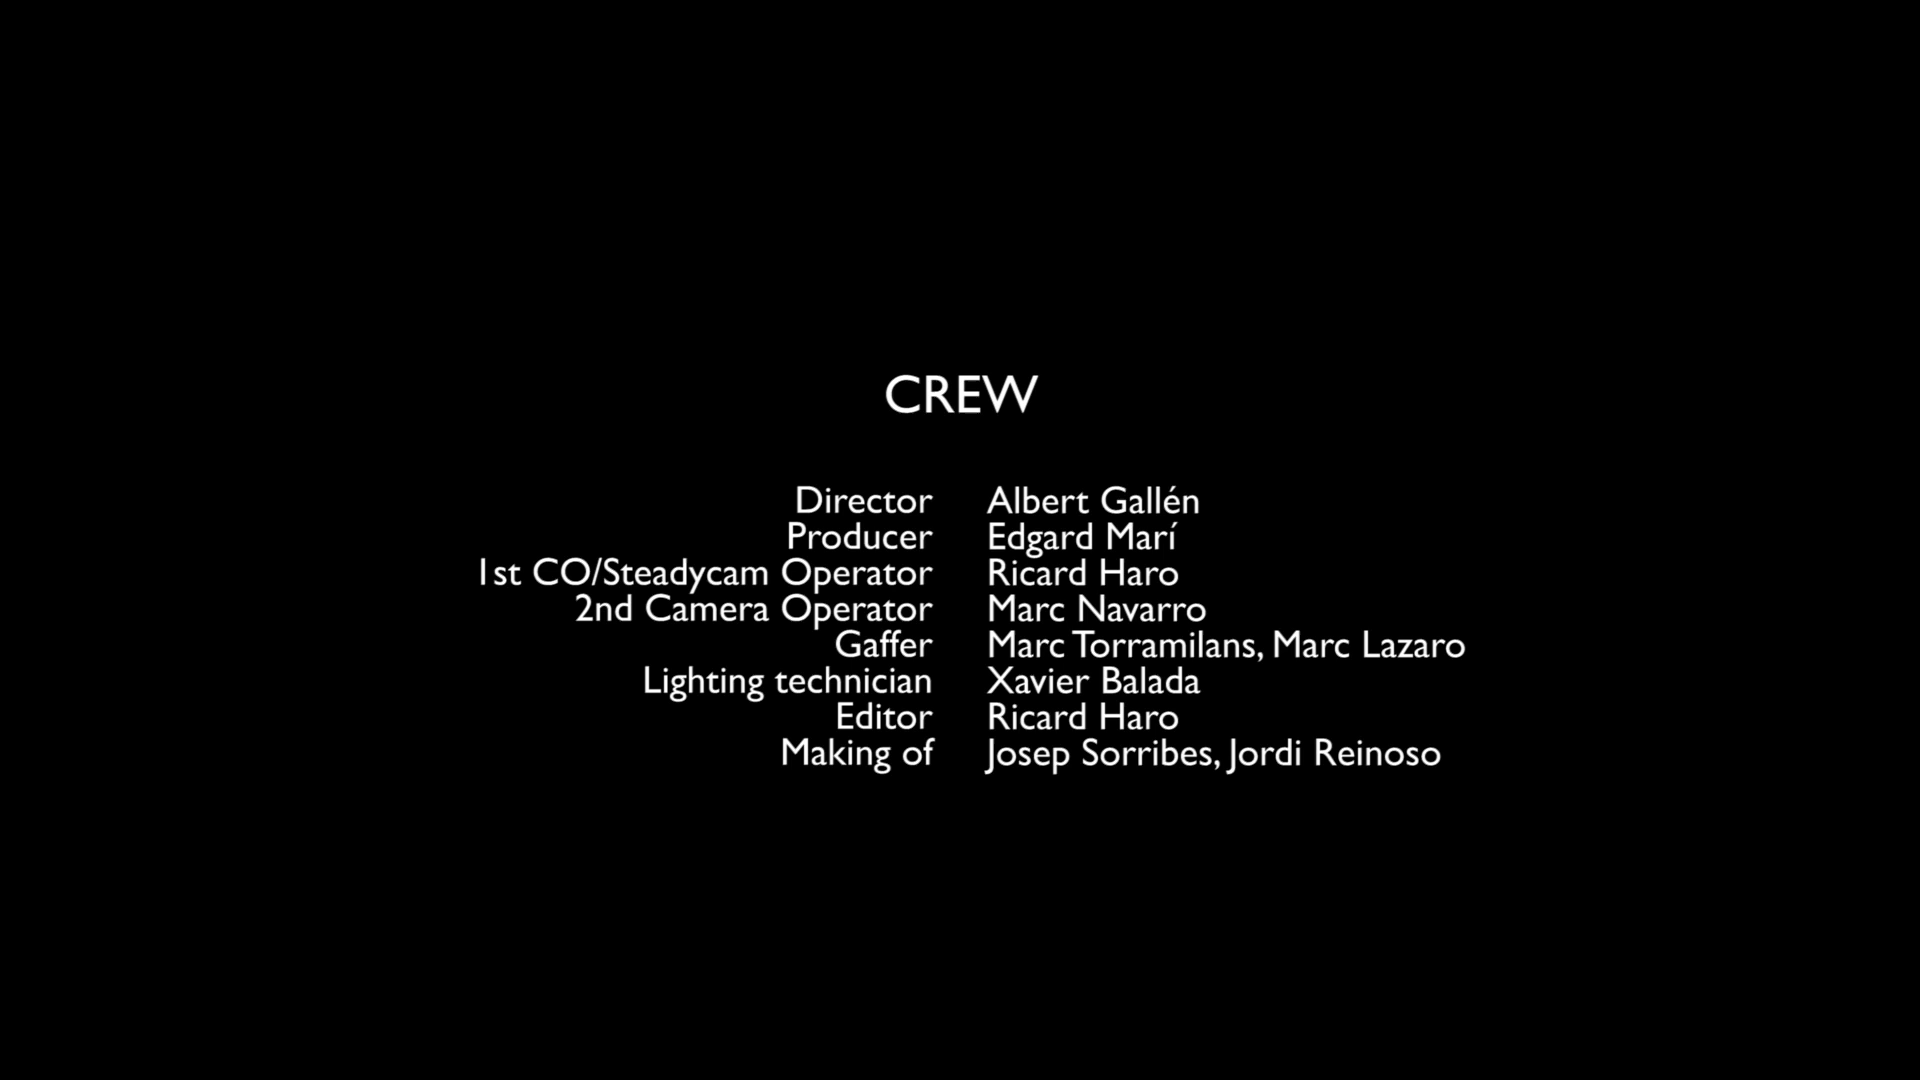 CREW
Director Albert Gallén
Producer Edgard Marí
1st CO/Steadycam Operator Ricard Haro
2nd Camera Operator Marc Navarro
Gaffer Marc Torramilans, Marc Lazaro
Lighting technician Xavier Balada
Editor Ricard Haro
Making of Josep Sorribes, Jordi Reinoso